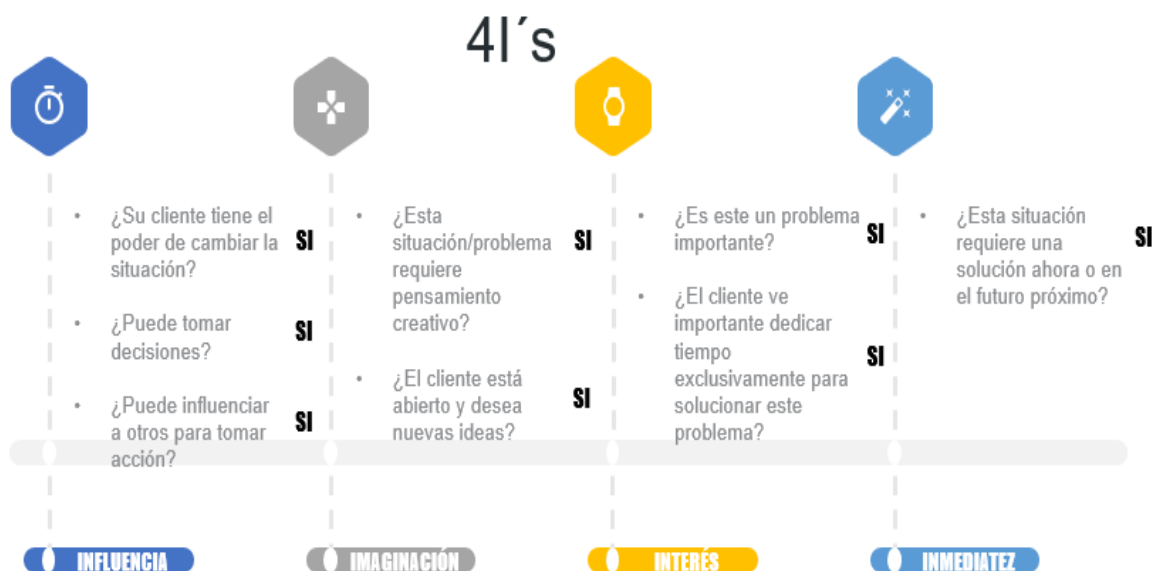 4I´s
• ¿Su cliente tiene el
poder de cambiar la
situación?
SI
• ¿Puede tomar
decisiones?
SI
• ¿Puede influenciar
a otros para tomar
acción?
SI
INFLUENCIA
• ¿Esta
situación/problema
requiere
pensamiento
creativo?
SI
• ¿El cliente está
abierto y desea
nuevas ideas?
SI
IMAGINACIÓN
• ¿Es este un problema
importante?
SI
• ¿El cliente ve
importante dedicar
tiempo
exclusivamente para
solucionar este
problema?
SI
INTERÉS
• ¿Esta situación
requiere una
solución ahora o en
el futuro próximo?
SI
INMEDIATEZ